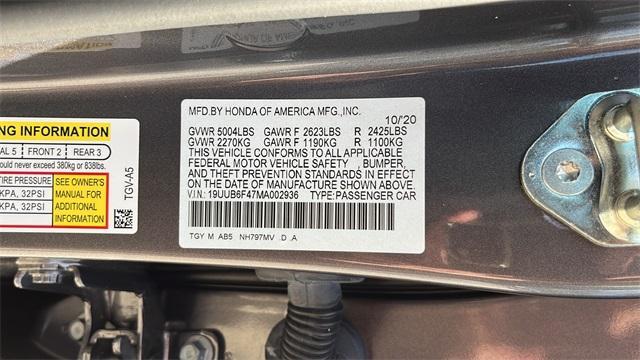 NG INFORMATION
AL 5 FRONT 2 REAR 3
ould never exceed 380kg or 838lbs.
RE PRESSURE
KPA, 32PSI
KPA, 32PSI
SEE OWNER'S
MANUAL FOR
ADDITIONAL
INFORMATION
TGV-A5
MFD.BY HONDA OF AMERICA MFG.,INC.
10/'20
GVWR 5004LBS GAWR F 2623LBS R 2425LBS
GVWR 2270KG GAWR F 1190KG R 1100KG
THIS VEHICLE CONFORMS TO ALL APPLICABLE
FEDERAL MOTOR VEHICLE SAFETY , BUMPER,
AND THEFT PREVENTION STANDARDS IN EFFECT
ON THE DATE OF MANUFACTURE SHOWN ABOVE.
V.I.N.: 19UUB6F47MA002936 TYPE:PASSENGER CAR
TGY M AB5 NH797MV .D .A